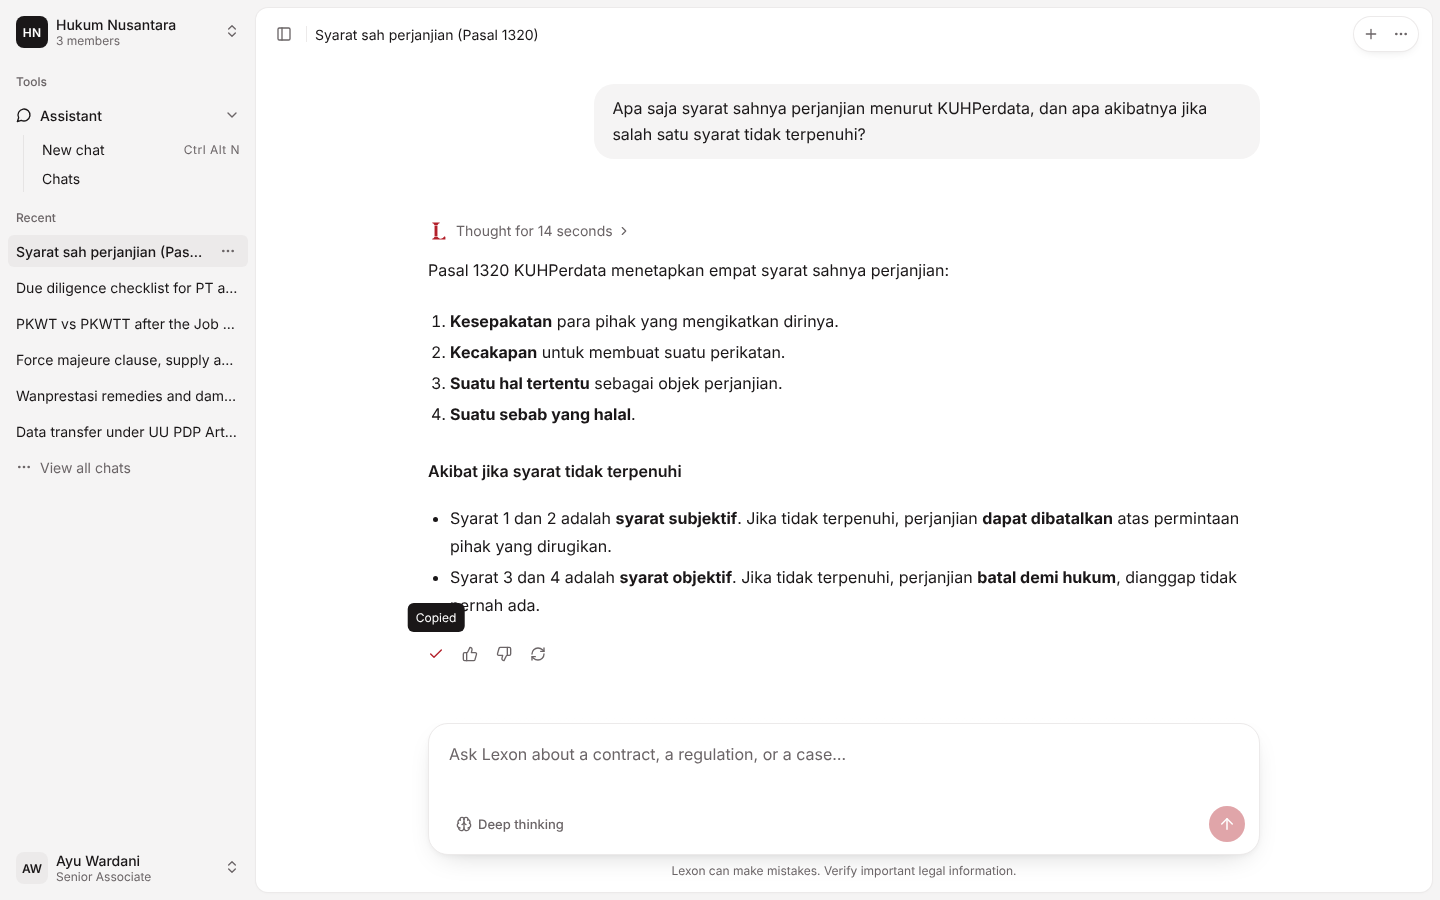 HN
Hukum Nusantara
3 members
Tools
Assistant
New chat
Ctrl Alt N
Chats
Recent
Syarat sah perjanjian (Pas...
Due diligence checklist for PT a...
PKWT vs PKWTT after the Job ...
Force majeure clause, supply a...
Wanprestasi remedies and dam...
Data transfer under UU PDP Art...
View all chats
AW
Ayu Wardani
Senior Associate
Syarat sah perjanjian (Pasal 1320)
Apa saja syarat sahnya perjanjian menurut KUHPerdata, dan apa akibatnya jika
salah satu syarat tidak terpenuhi?
L
Thought for 14 seconds
Pasal 1320 KUHPerdata menetapkan empat syarat sahnya perjanjian:
1. Kesepakatan para pihak yang mengikatkan dirinya.
2. Kecakapan untuk membuat suatu perikatan.
3. Suatu hal tertentu sebagai objek perjanjian.
4. Suatu sebab yang halal.
Akibat jika syarat tidak terpenuhi
• Syarat 1 dan 2 adalah syarat subjektif. Jika tidak terpenuhi, perjanjian dapat dibatalkan atas permintaan
pihak yang dirugikan.
• Syarat 3 dan 4 adalah syarat objektif. Jika tidak terpenuhi, perjanjian batal demi hukum, dianggap tidak
pernah ada.
Copied
Ask Lexon about a contract, a regulation, or a case...
Deep thinking
Lexon can make mistakes. Verify important legal information.